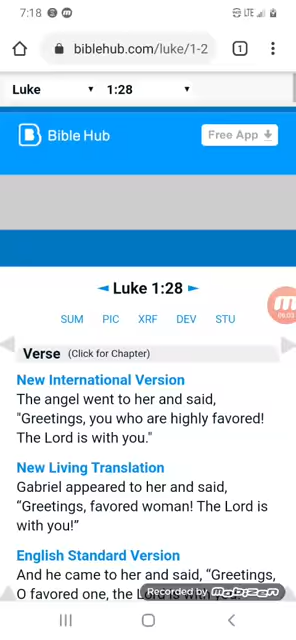 7:18
LTE
biblehub.com/luke/1-2
1
Luke
1:28
Bible Hub
Free App
Luke 1:28
SUM PIC XRF DEV STU
Verse (Click for Chapter)
New International Version
The angel went to her and said,
"Greetings, you who are highly favored!
The Lord is with you."
New Living Translation
Gabriel appeared to her and said,
“Greetings, favored woman! The Lord is
with you!”
English Standard Version
And he came to her and said, “Greetings,
O favored one, the Lord is with
Recorded by Mobizen